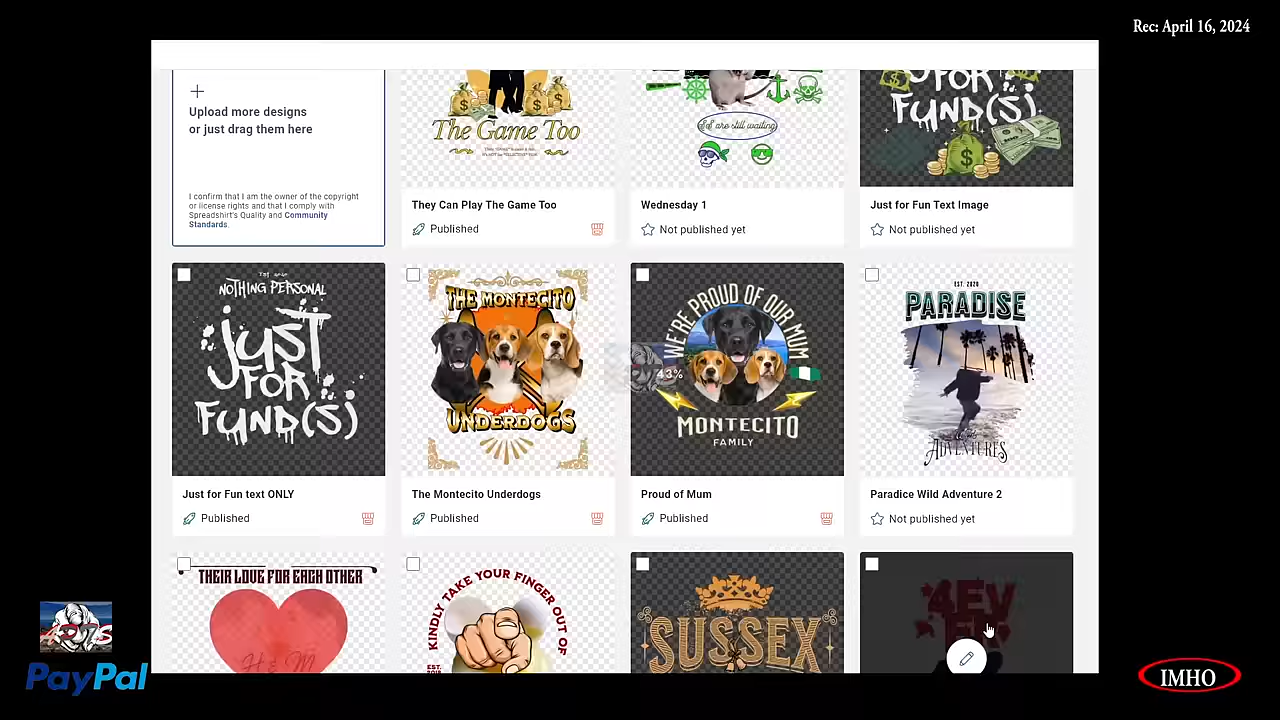 Rec: April 16, 2024
Upload more designs
or just drag them here
I confirm that I am the owner of the copyright
or license rights and that I comply with
Spreadshirt's Quality and Community
Standards.
The Game Too
They Can Play The Game Too
Published
are still waiting
Wednesday 1
Not published yet
FOR
FUND(S)
Just for Fun Text Image
Not published yet
NOTHING PERSONAL
JUST
FOR
FUND(S)
Just for Fun text ONLY
Published
THE MONTECITO
UNDERDOGS
The Montecito Underdogs
Published
WE'RE PROUD OF OUR MUM
43%
MONTECITO
FAMILY
Proud of Mum
Published
EST. 2020
PARADISE
ADVENTURES
Paradice Wild Adventure 2
Not published yet
THEIR LOVE FOR EACH OTHER
H & M
KINDLY TAKE YOUR FINGER OUT OF
EST.
SUSSEX
4EV
ER
PayPal
IMHO